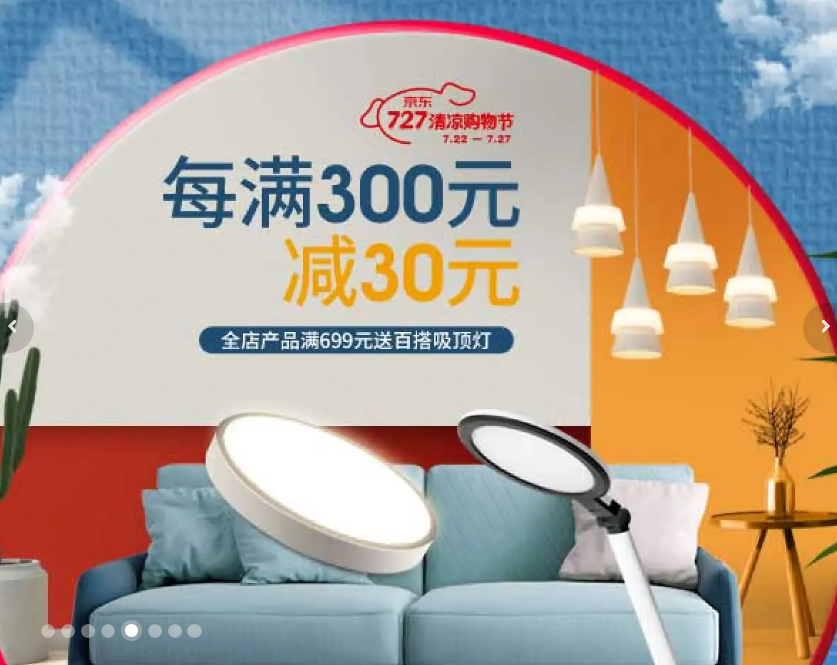 京东
727清凉购物节
7.22 — 7.27
每满300元
减30元
全店产品满699元送百搭吸顶灯